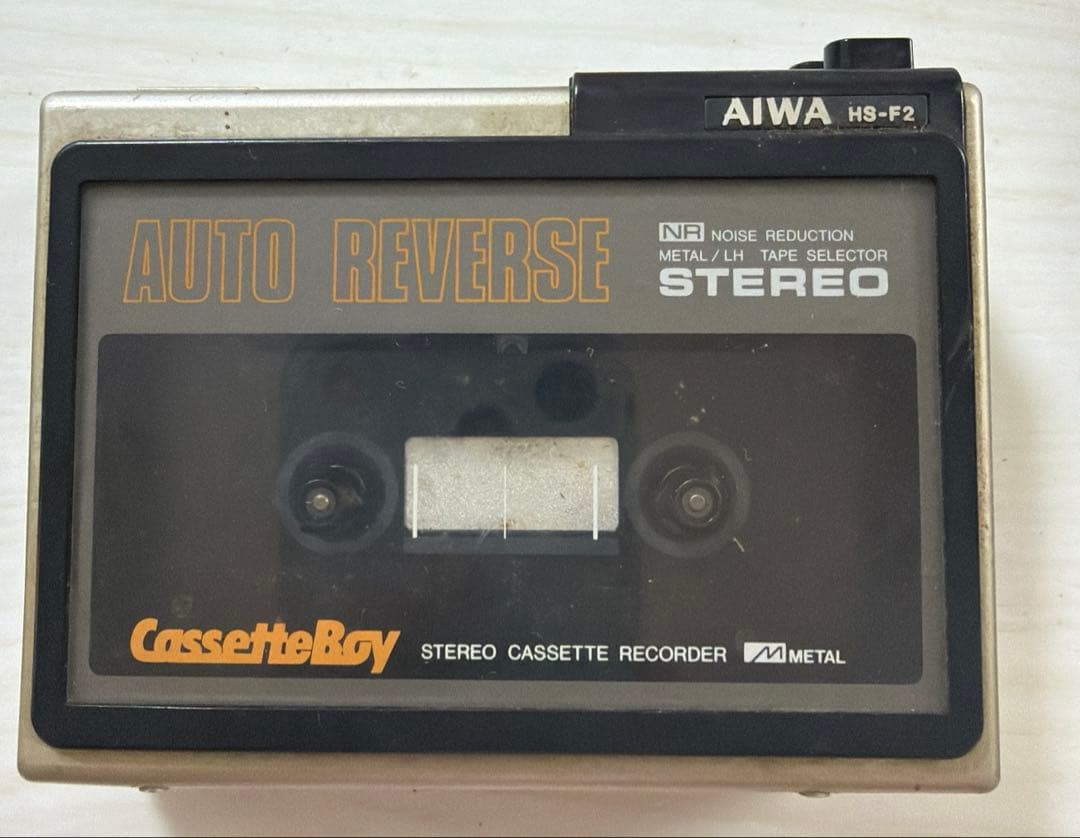 AIWA HS-F2
AUTO REVERSE
NR NOISE REDUCTION
METAL / LH TAPE SELECTOR
STEREO
CassetteBoy STEREO CASSETTE RECORDER M METAL